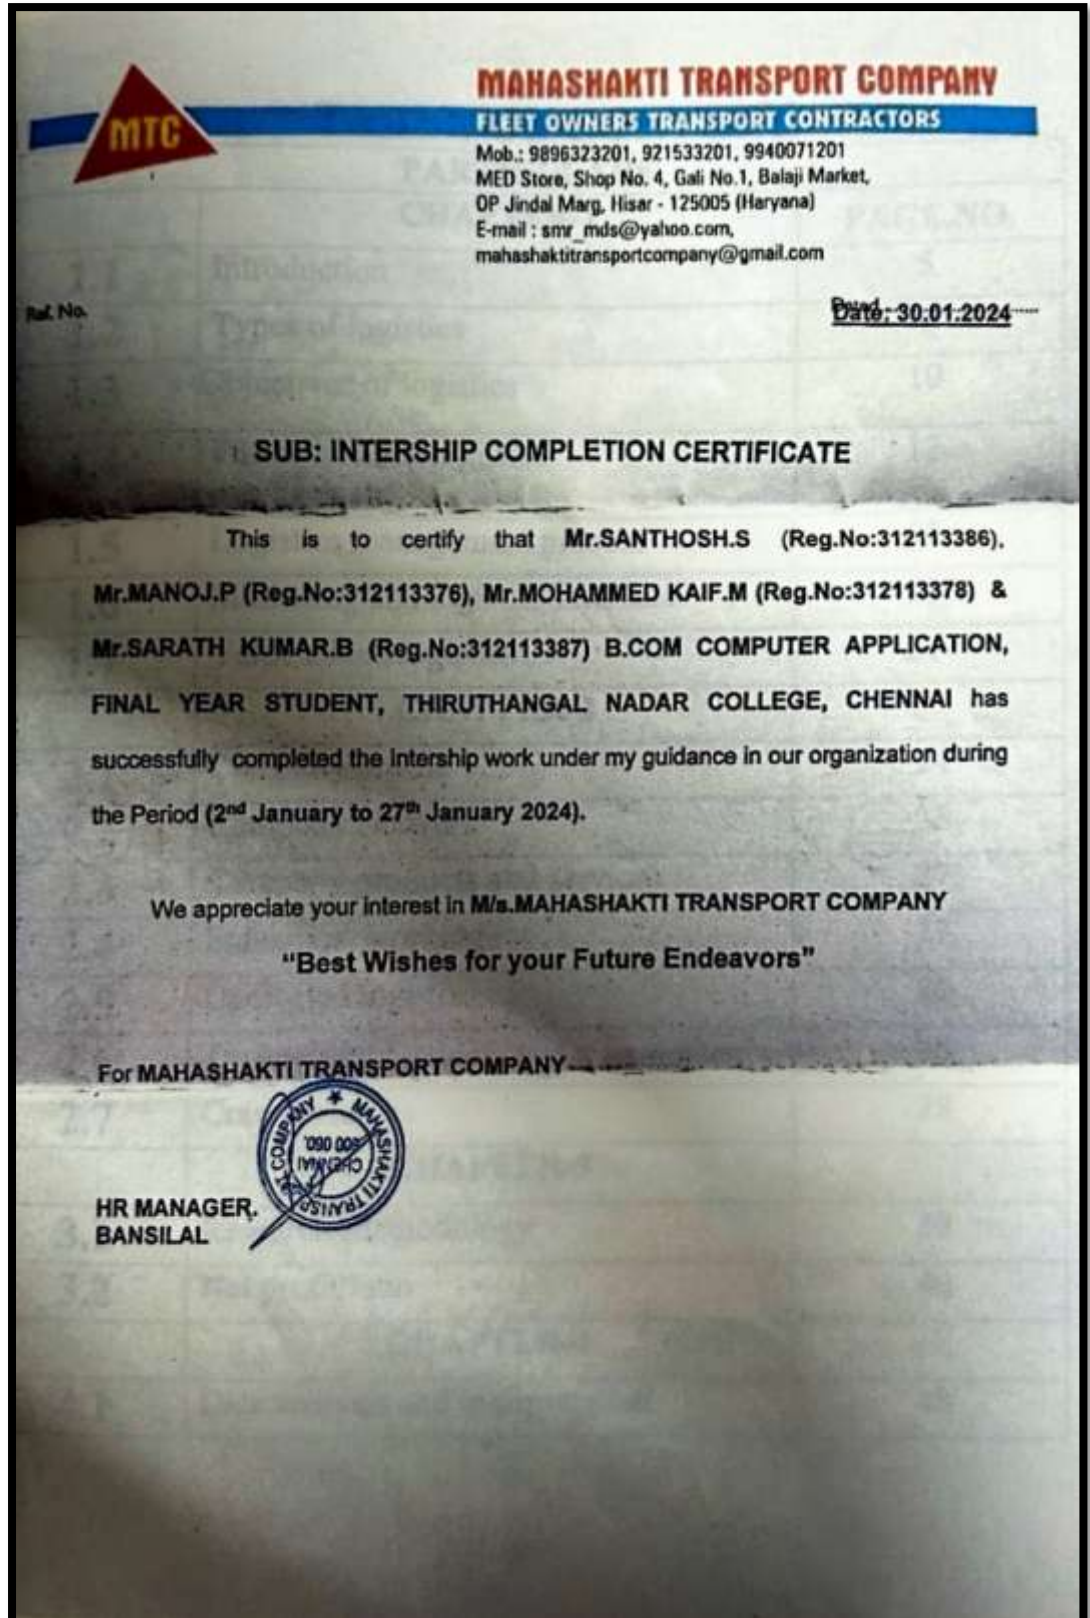 MTC
MAHASHAKTI TRANSPORT COMPANY
FLEET OWNERS TRANSPORT CONTRACTORS
Mob.: 9896323201, 921533201, 9940071201
MED Store, Shop No. 4, Gali No.1, Balaji Market,
OP Jindal Marg, Hisar - 125005 (Haryana)
E-mail : smr_mds@yahoo.com,
mahashaktitransportcompany@gmail.com
Ref. No.
Date: 30.01.2024
SUB: INTERSHIP COMPLETION CERTIFICATE
This is to certify that Mr.SANTHOSH.S (Reg.No:312113386),
Mr.MANOJ.P (Reg.No:312113376), Mr.MOHAMMED KAIF.M (Reg.No:312113378) &
Mr.SARATH KUMAR.B (Reg.No:312113387) B.COM COMPUTER APPLICATION,
FINAL YEAR STUDENT, THIRUTHANGAL NADAR COLLEGE, CHENNAI has
successfully completed the Intership work under my guidance in our organization during
the Period (2nd January to 27th January 2024).
We appreciate your interest in M/s.MAHASHAKTI TRANSPORT COMPANY
“Best Wishes for your Future Endeavors”
For MAHASHAKTI TRANSPORT COMPANY
MAHASHAKTI TRANSPORT COMPANY
CHENNAI
HR MANAGER.
BANSILAL